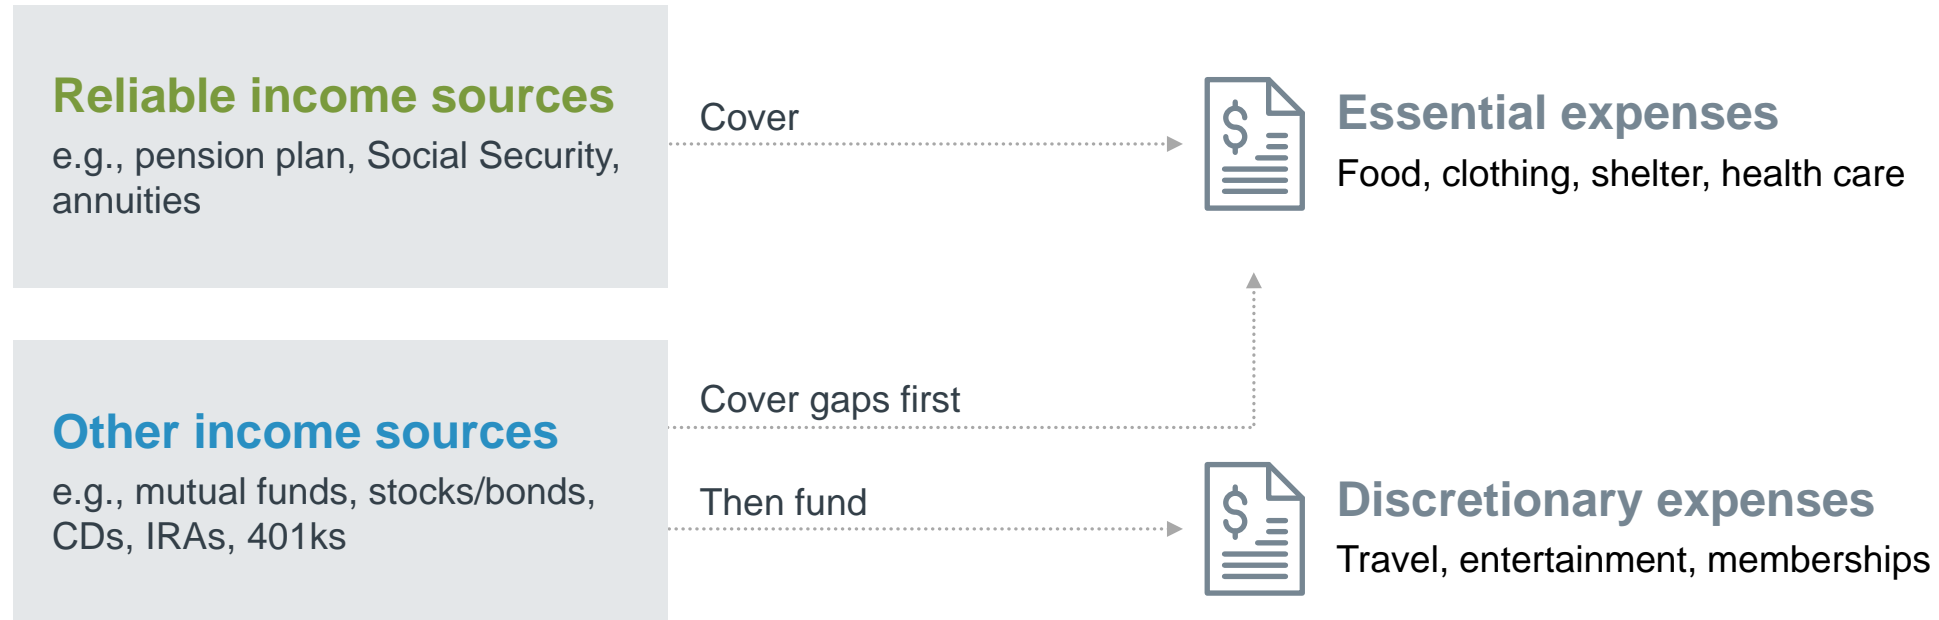 Reliable income sources
e.g., pension plan, Social Security,
annuities
Cover
$
Essential expenses
Food, clothing, shelter, health care
Other income sources
e.g., mutual funds, stocks/bonds,
CDs, IRAs, 401ks
Cover gaps first
Then fund
$
Discretionary expenses
Travel, entertainment, memberships